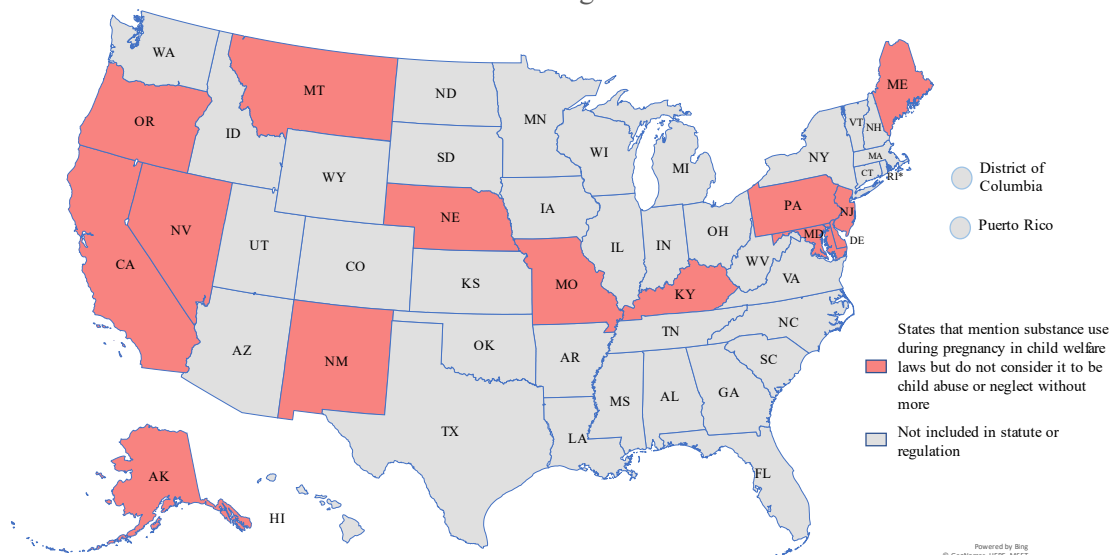 WA
MT
ND
MN
ME
OR
ID
SD
WI
MI
VT
NH
NY
MA
CT
RI*
WY
IA
NE
PA
NJ
OH
IL
IN
MD
DE
NV
UT
CO
CA
KS
MO
WV
VA
KY
NC
TN
AZ
NM
OK
AR
SC
MS
AL
GA
TX
LA
FL
AK
HI
District of
Columbia
Puerto Rico
States that mention substance use
during pregnancy in child welfare
laws but do not consider it to be
child abuse or neglect without
more
Not included in statute or
regulation
Powered by Bing